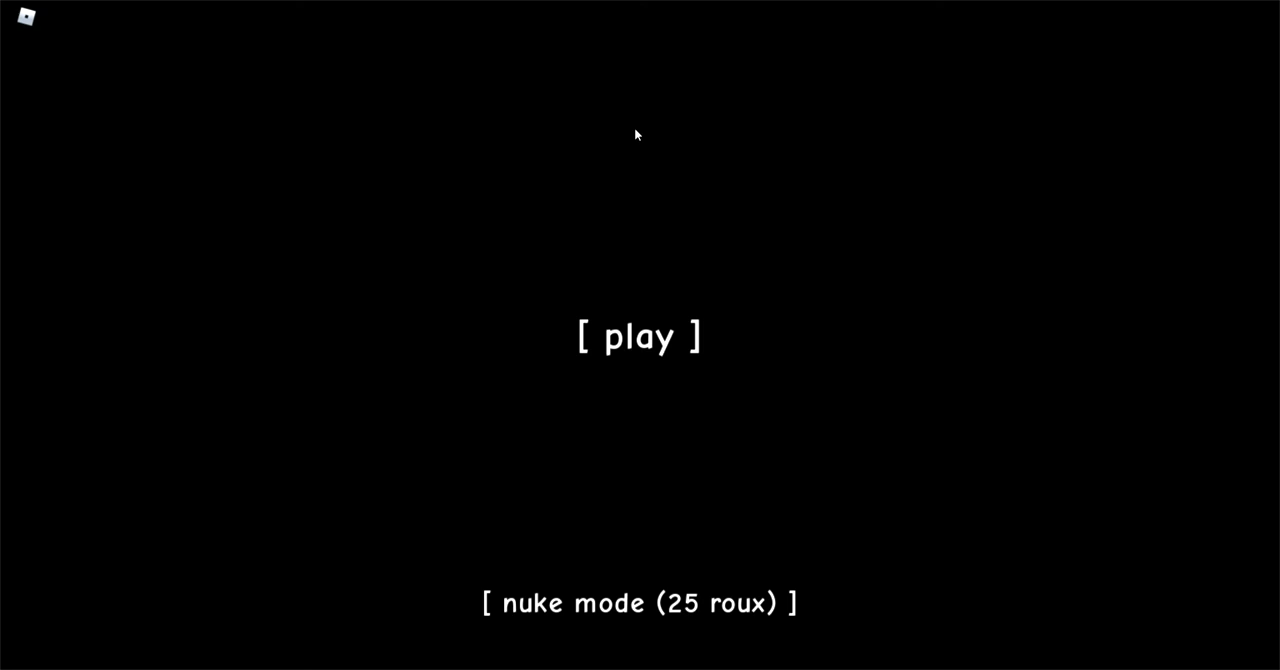 [ play ]
[ nuke mode (25 roux) ]